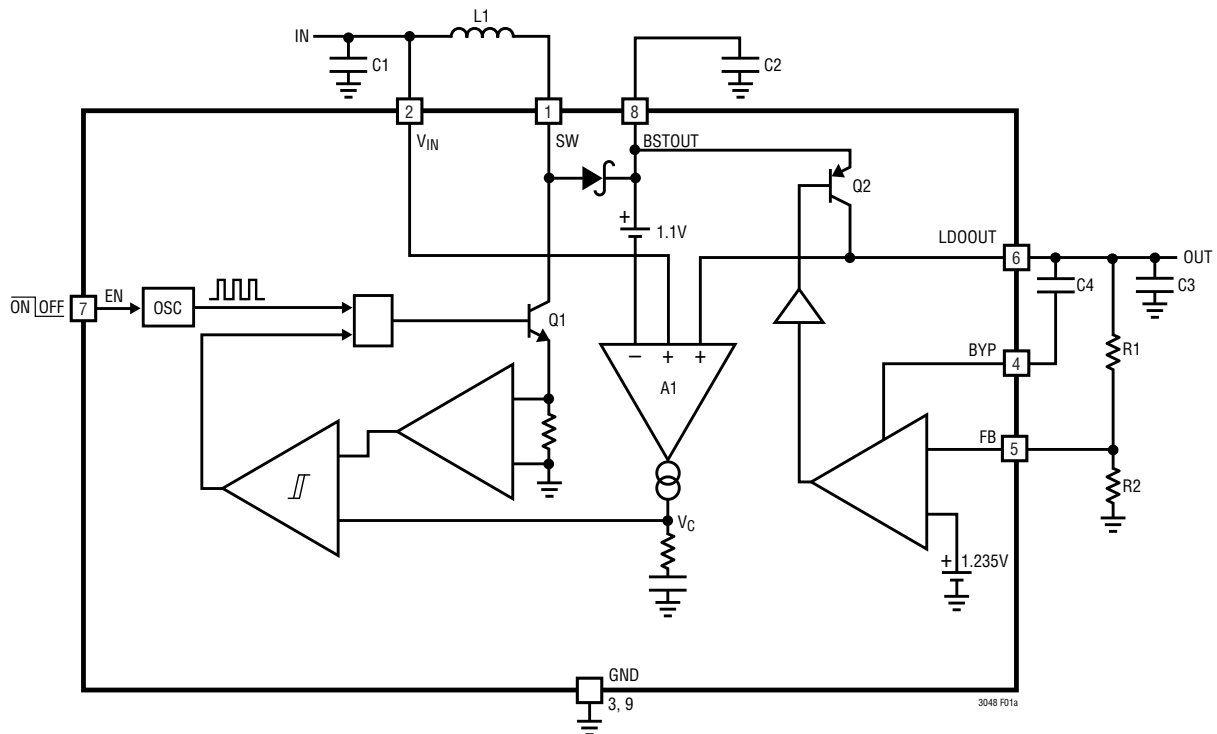 L1
IN
C1
C2
2
1
8
VIN
SW
BSTOUT
Q2
+
1.1V
LDOOUT
6
OUT
C4
C3
ON OFF
7
EN
OSC
Q1
− + +
A1
BYP
4
R1
FB
5
R2
VC
+
1.235V
GND
3, 9
3048 F01a